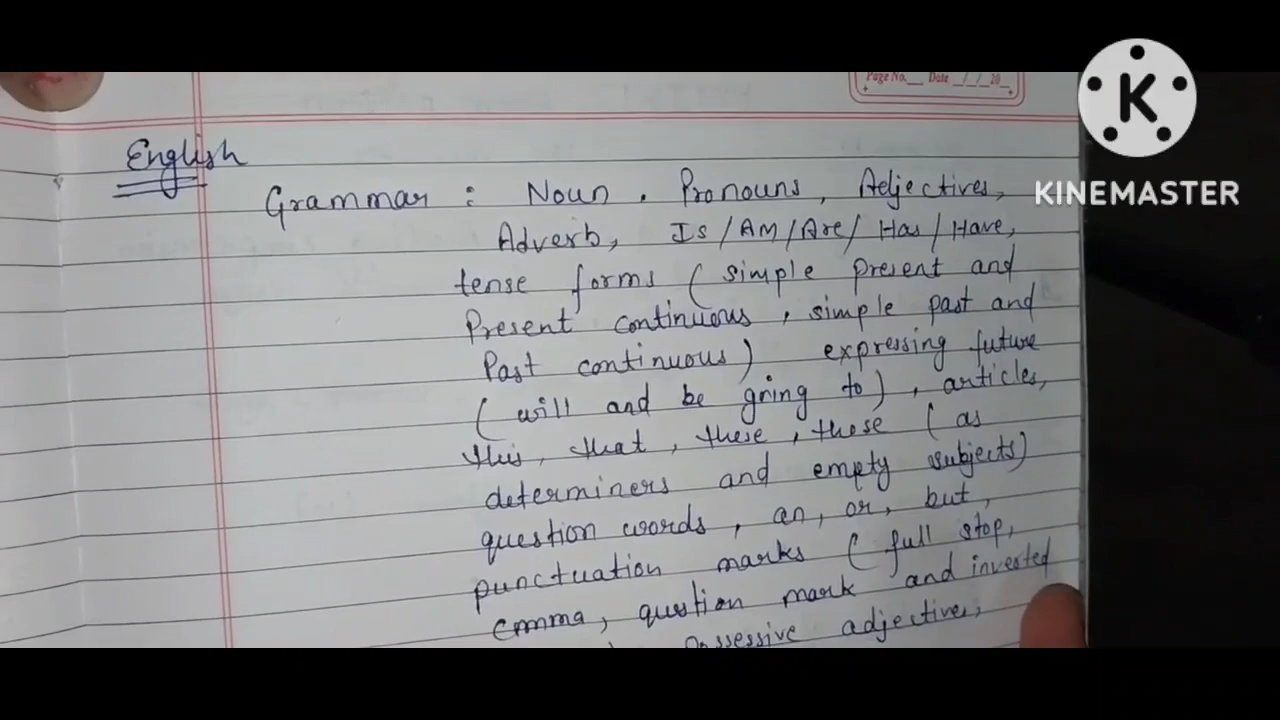 Page No. Date / / 20
English
Grammar : Noun . Pronouns, Adjectives,
Adverb, Is/AM/Are/ Has/Have,
tense forms ( simple present and
Present continuous, simple past and
Past continuous) expressing future
( will and be going to), articles,
this, that, these, those ( as
determiners and empty subjects)
question words, an, or, but,
punctuation marks ( full stop,
comma, question mark and inverted
possessive adjective,
KINEMASTER